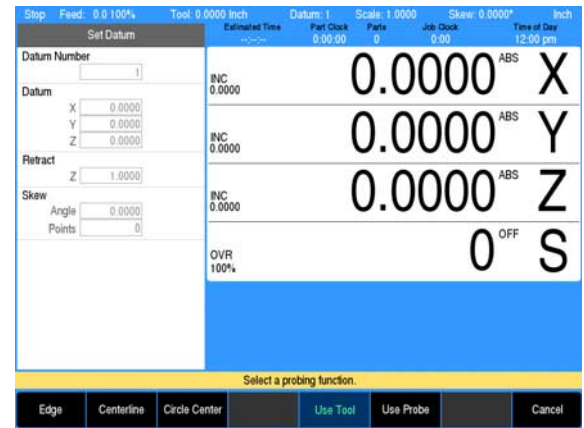 Stop Feed: 0.0 100% Tool: 0.0000 Inch Datum: 1 Scale: 1.0000 Skew: 0.0000° Inch
Set Datum
Estimated Time Part Clock Parts Job Clock Time of Day
--:--:-- 0:00:00 0 0:00 12:00 pm
Datum Number
1
Datum
X 0.0000
Y 0.0000
Z 0.0000
Retract
Z 1.0000
Skew
Angle 0.0000
Points 0
INC
0.0000
0.0000 ABS X
INC
0.0000
0.0000 ABS Y
INC
0.0000
0.0000 ABS Z
OVR
100%
0 OFF S
Select a probing function.
Edge Centerline Circle Center Use Tool Use Probe Cancel